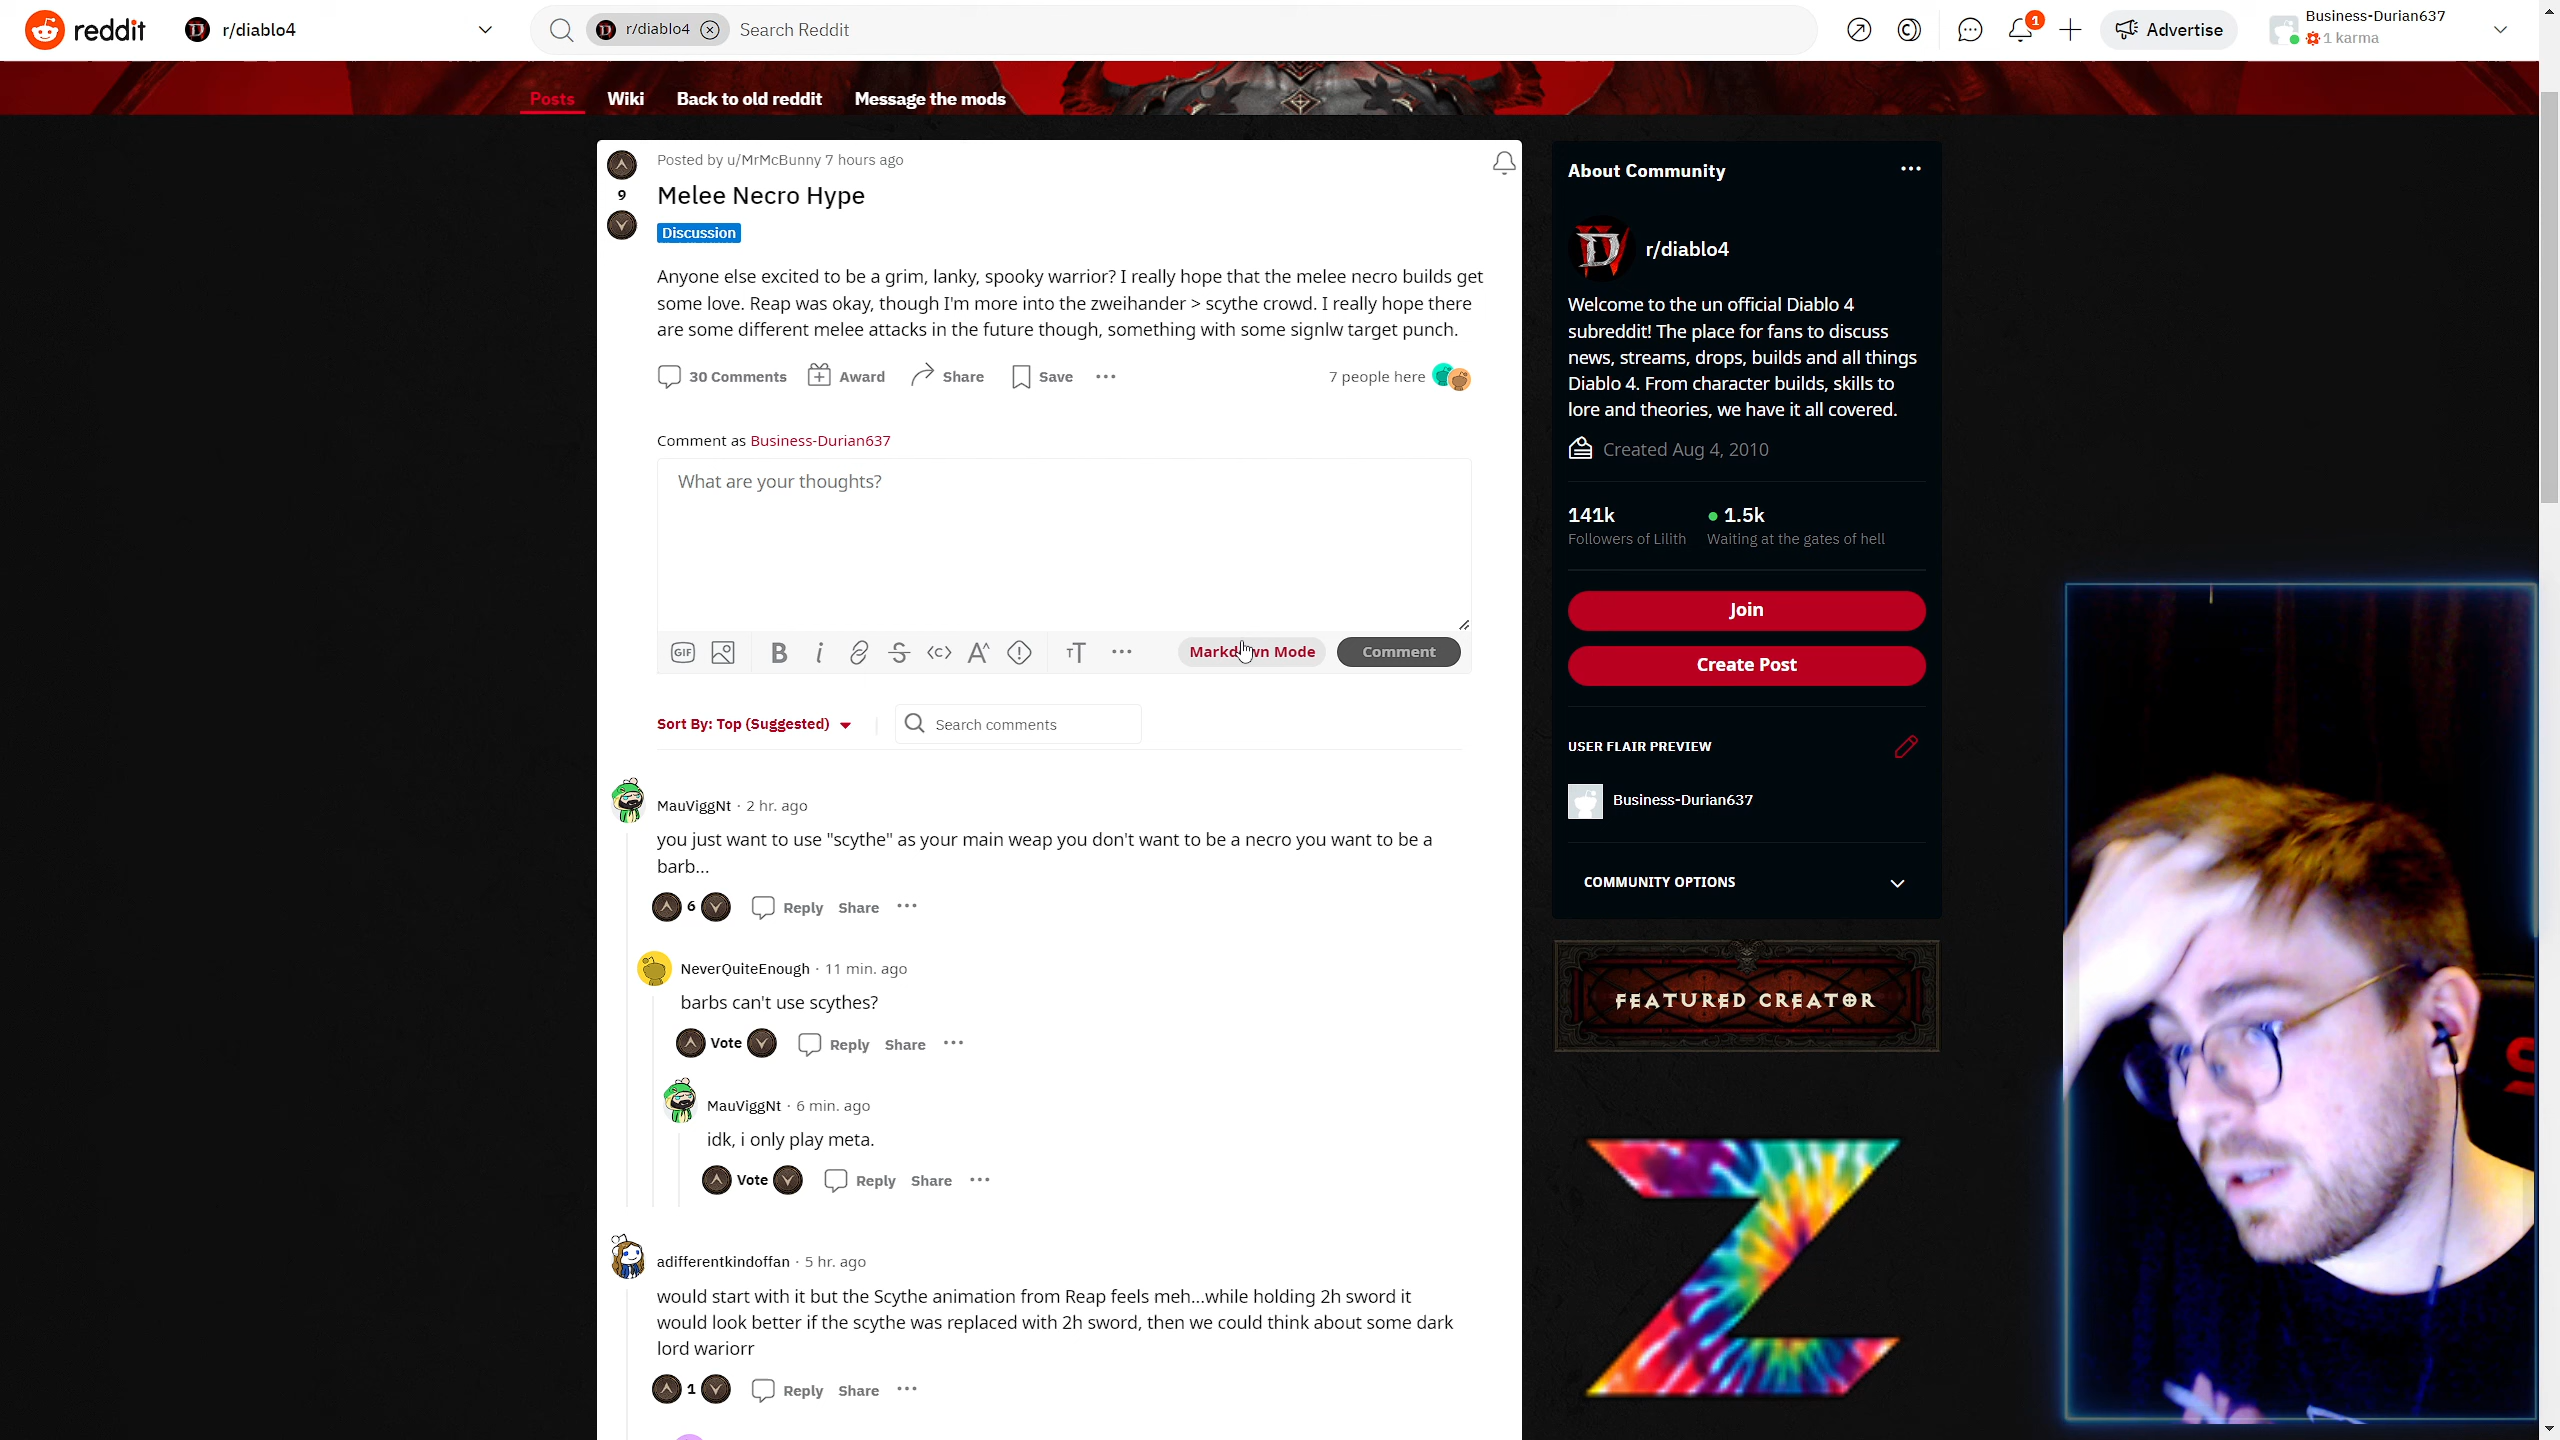 reddit
r/diablo4
r/diablo4
Search Reddit
1
Advertise
Business-Durian637
1 karma
Posts
Wiki
Back to old reddit
Message the mods
Posted by u/MrMcBunny 7 hours ago
9
Melee Necro Hype
Discussion
Anyone else excited to be a grim, lanky, spooky warrior? I really hope that the melee necro builds get
some love. Reap was okay, though I'm more into the zweihander > scythe crowd. I really hope there
are some different melee attacks in the future though, something with some signlw target punch.
30 Comments
Award
Share
Save
7 people here
Comment as Business-Durian637
What are your thoughts?
GIF
B
i
S
<c>
A^
TT
Markdown Mode
Comment
Sort By: Top (Suggested)
Search comments
MauViggNt · 2 hr. ago
you just want to use "scythe" as your main weap you don't want to be a necro you want to be a
barb...
6
Reply
Share
NeverQuiteEnough · 11 min. ago
barbs can't use scythes?
Vote
Reply
Share
MauViggNt · 6 min. ago
idk, i only play meta.
Vote
Reply
Share
adifferentkindoffan · 5 hr. ago
would start with it but the Scythe animation from Reap feels meh...while holding 2h sword it
would look better if the scythe was replaced with 2h sword, then we could think about some dark
lord wariorr
1
Reply
Share
About Community
r/diablo4
Welcome to the un official Diablo 4
subreddit! The place for fans to discuss
news, streams, drops, builds and all things
Diablo 4. From character builds, skills to
lore and theories, we have it all covered.
Created Aug 4, 2010
141k
1.5k
Followers of Lilith
Waiting at the gates of hell
Join
Create Post
USER FLAIR PREVIEW
Business-Durian637
COMMUNITY OPTIONS
FEATURED CREATOR
Z